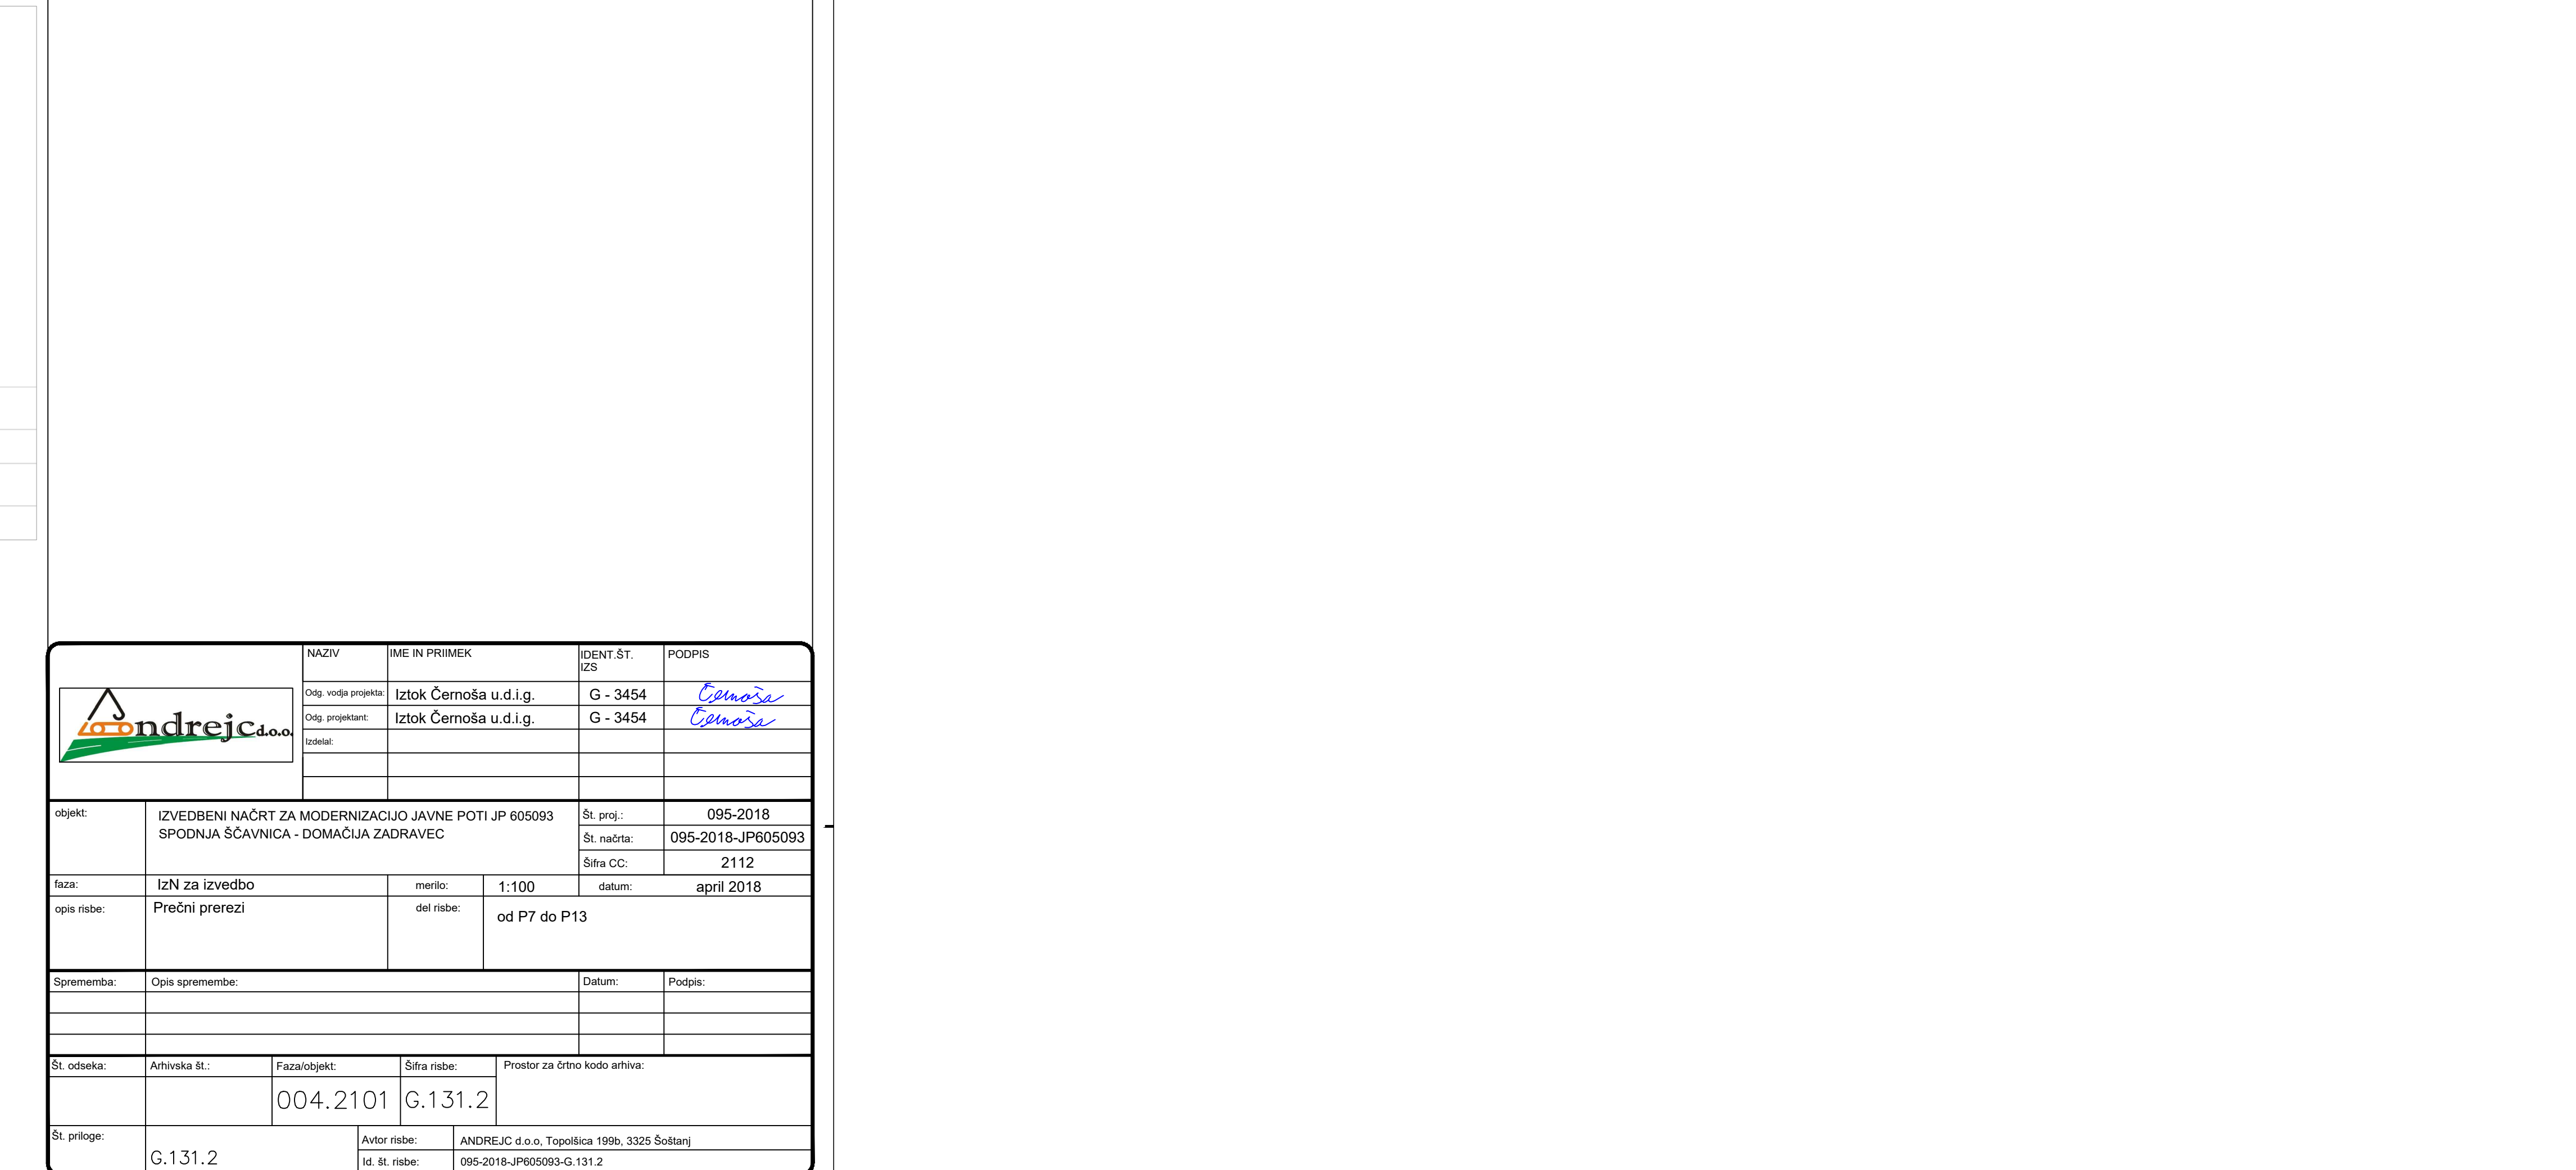 NAZIV IME IN PRIIMEK IDENT.ŠT. IZS PODPIS
Odg. vodja projekta: Iztok Černoša u.d.i.g. G - 3454 Černoša
Odg. projektant: Iztok Černoša u.d.i.g. G - 3454 Černoša
Izdelal:
andrejc d.o.o.
objekt: IZVEDBENI NAČRT ZA MODERNIZACIJO JAVNE POTI JP 605093
SPODNJA ŠČAVNICA - DOMAČIJA ZADRAVEC
Št. proj.: 095-2018
Št. načrta: 095-2018-JP605093
Šifra CC: 2112
faza: IzN za izvedbo merilo: 1:100 datum: april 2018
opis risbe: Prečni prerezi del risbe: od P7 do P13
Sprememba: Opis spremembe: Datum: Podpis:
Št. odseka: Arhivska št.: Faza/objekt: Šifra risbe: Prostor za črtno kodo arhiva:
004.2101 G.131.2
Št. priloge: G.131.2
Avtor risbe: ANDREJC d.o.o, Topolšica 199b, 3325 Šoštanj
Id. št. risbe: 095-2018-JP605093-G.131.2